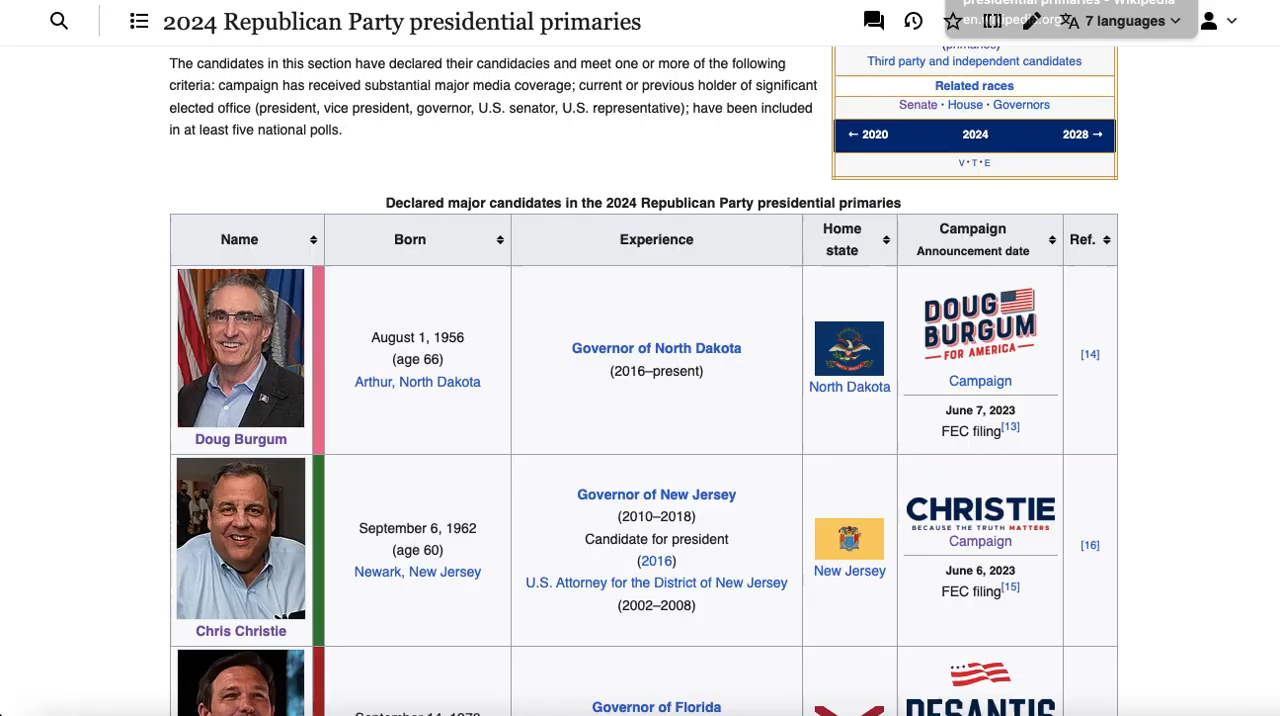 presidential primaries - Wikipedia
2024 Republican Party presidential primaries
7 languages
The candidates in this section have declared their candidacies and meet one or more of the following
criteria: campaign has received substantial major media coverage; current or previous holder of significant
elected office (president, vice president, governor, U.S. senator, U.S. representative); have been included
in at least five national polls.
(primaries)
Third party and independent candidates
Related races
Senate · House · Governors
← 2020 2024 2028 →
V · T · E
Declared major candidates in the 2024 Republican Party presidential primaries
Name Born Experience Home state Campaign Announcement date Ref.
DOUG
BURGUM
FOR AMERICA
August 1, 1956
(age 66)
Arthur, North Dakota
Governor of North Dakota
(2016–present)
North Dakota
Campaign
June 7, 2023
FEC filing[13]
[14]
Doug Burgum
September 6, 1962
(age 60)
Newark, New Jersey
Governor of New Jersey
(2010–2018)
Candidate for president
(2016)
U.S. Attorney for the District of New Jersey
(2002–2008)
New Jersey
CHRISTIE
BECAUSE THE TRUTH MATTERS
Campaign
June 6, 2023
FEC filing[15]
[16]
Chris Christie
Governor of Florida
DESANTIS